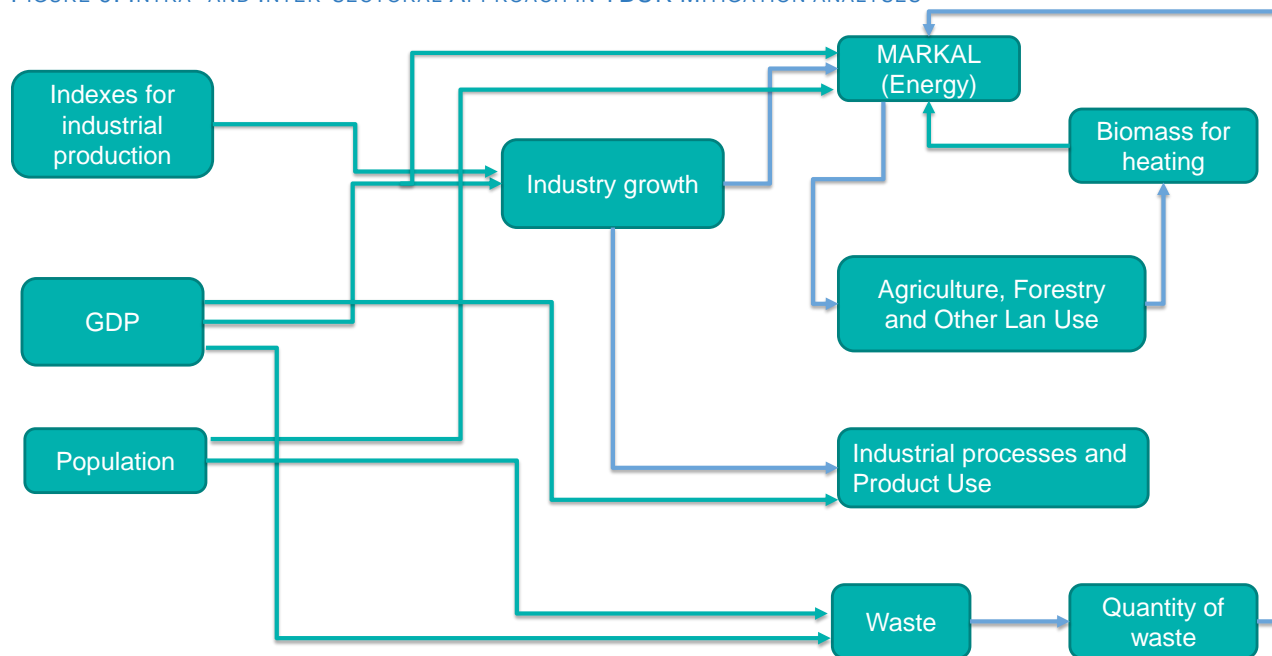 MARKAL
(Energy)
Indexes for
industrial
production
Biomass for
heating
Industry growth
Agriculture, Forestry
and Other Lan Use
GDP
Population
Industrial processes and
Product Use
Waste
Quantity of
waste